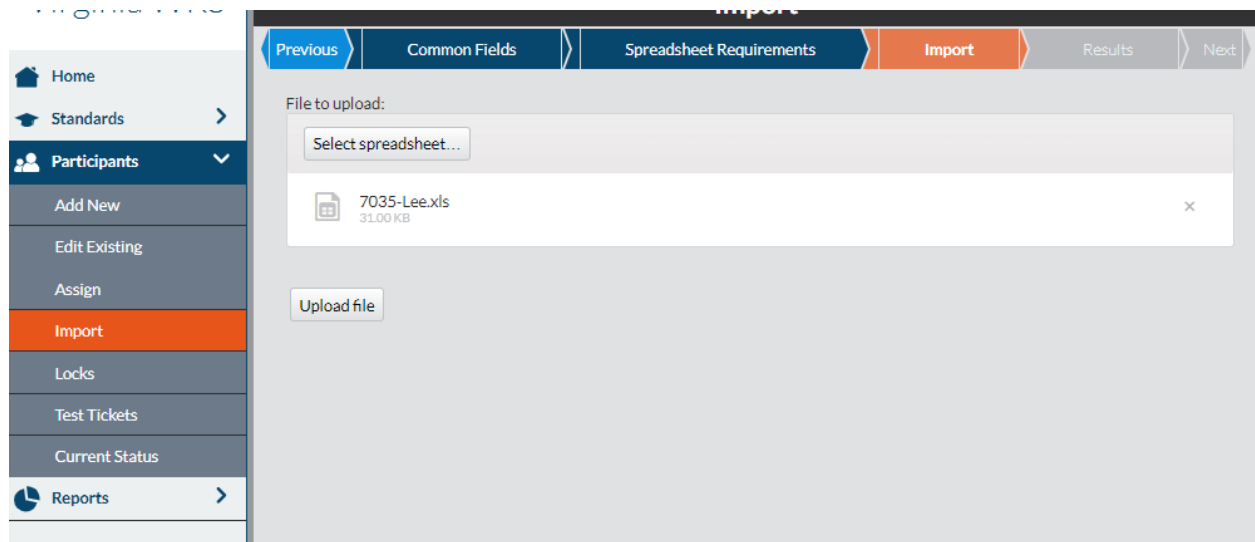 Import
Previous
Common Fields
Spreadsheet Requirements
Import
Results
Next
Home
Standards
Participants
Add New
Edit Existing
Assign
Import
Locks
Test Tickets
Current Status
Reports
File to upload:
Select spreadsheet...
7035-Lee.xls
31.00 KB
Upload file